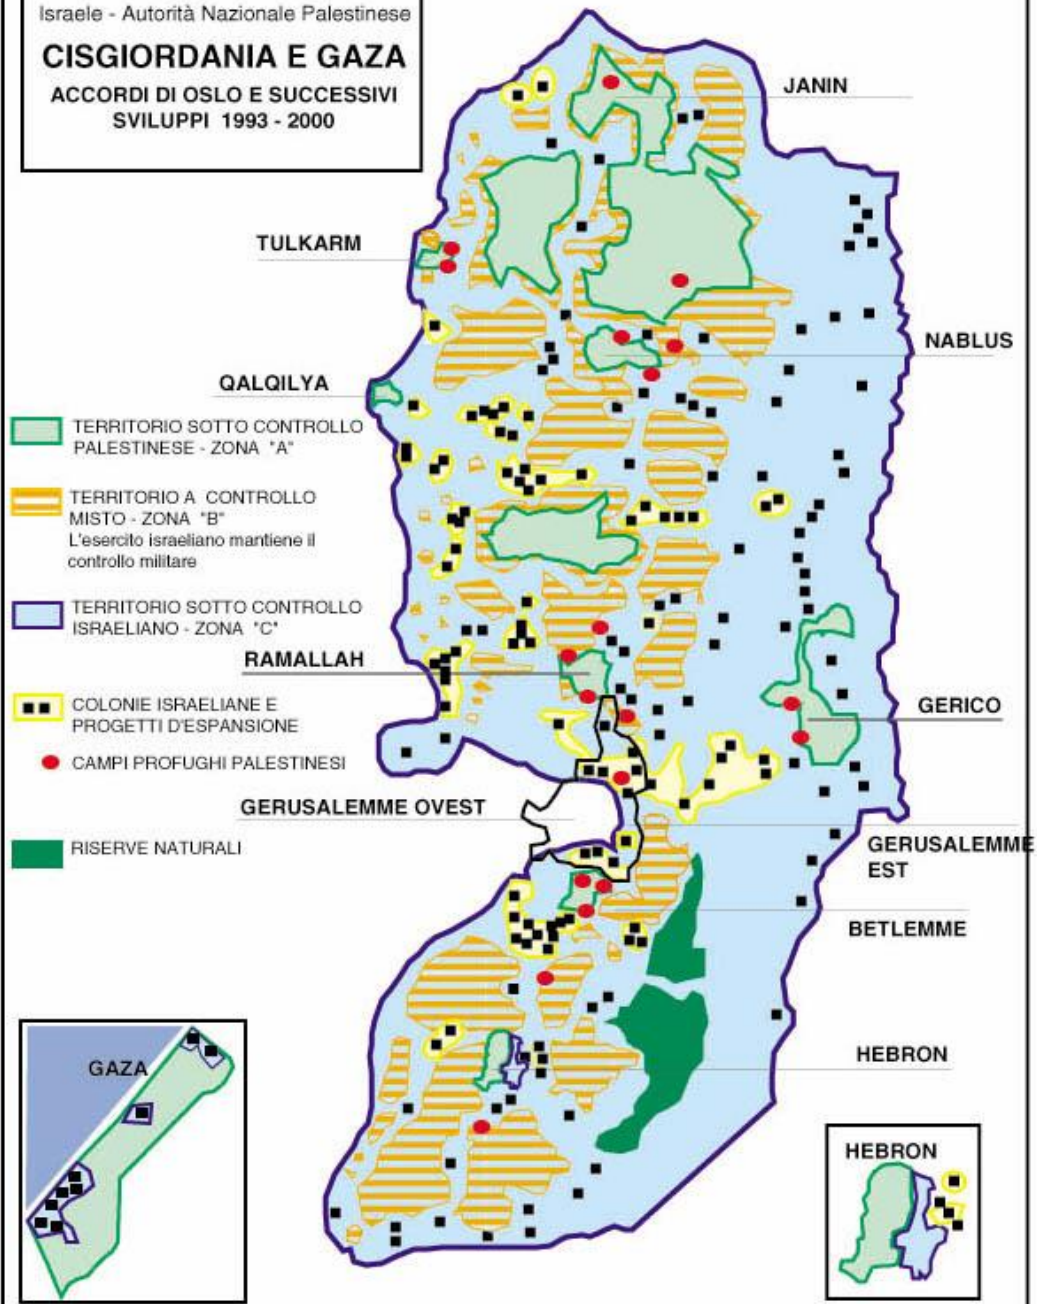 Israele - Autorità Nazionale Palestinese
CISGIORDANIA E GAZA
ACCORDI DI OSLO E SUCCESSIVI
SVILUPPI 1993 - 2000
JANIN
TULKARM
NABLUS
QALQILYA
TERRITORIO SOTTO CONTROLLO
PALESTINESE - ZONA "A"
TERRITORIO A CONTROLLO
MISTO - ZONA "B"
L'esercito israeliano mantiene il
controllo militare
TERRITORIO SOTTO CONTROLLO
ISRAELIANO - ZONA "C"
RAMALLAH
COLONIE ISRAELIANE E
PROGETTI D'ESPANSIONE
GERICO
CAMPI PROFUGHI PALESTINESI
GERUSALEMME OVEST
RISERVE NATURALI
GERUSALEMME
EST
BETLEMME
HEBRON
GAZA
HEBRON